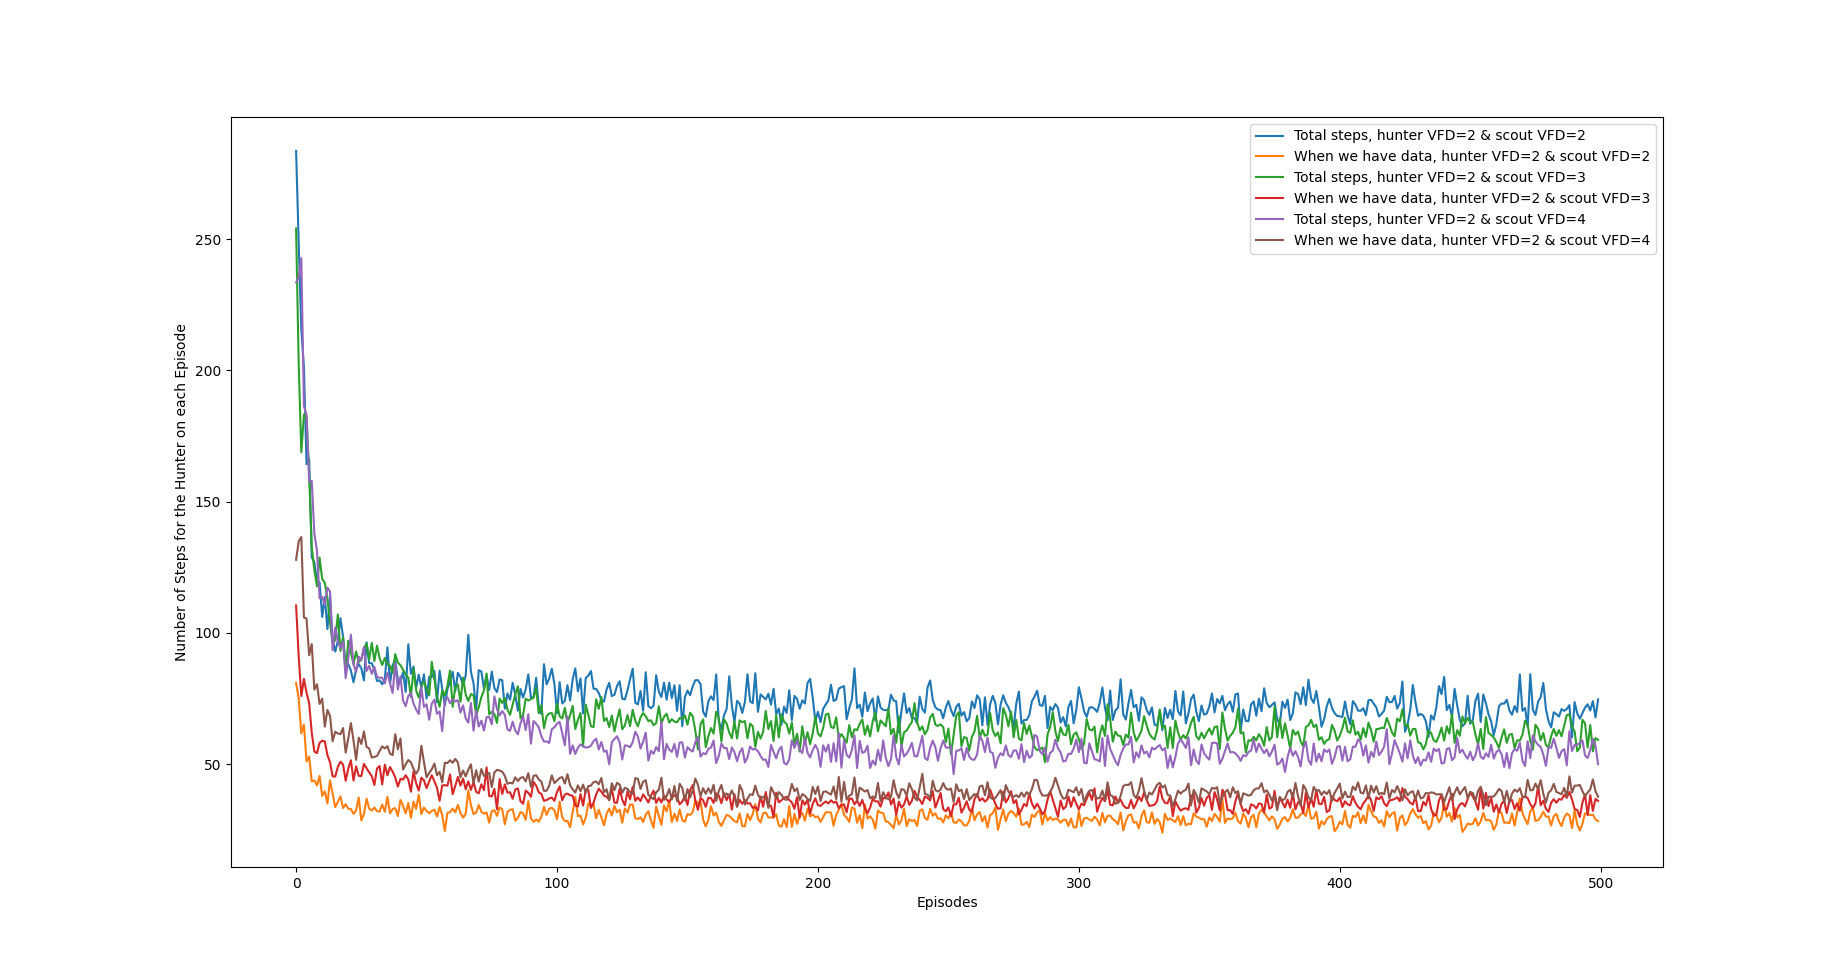 Total steps, hunter VFD=2 & scout VFD=2
When we have data, hunter VFD=2 & scout VFD=2
Total steps, hunter VFD=2 & scout VFD=3
When we have data, hunter VFD=2 & scout VFD=3
Total steps, hunter VFD=2 & scout VFD=4
When we have data, hunter VFD=2 & scout VFD=4
Number of Steps for the Hunter on each Episode
250
200
150
100
50
0 100 200 300 400 500
Episodes